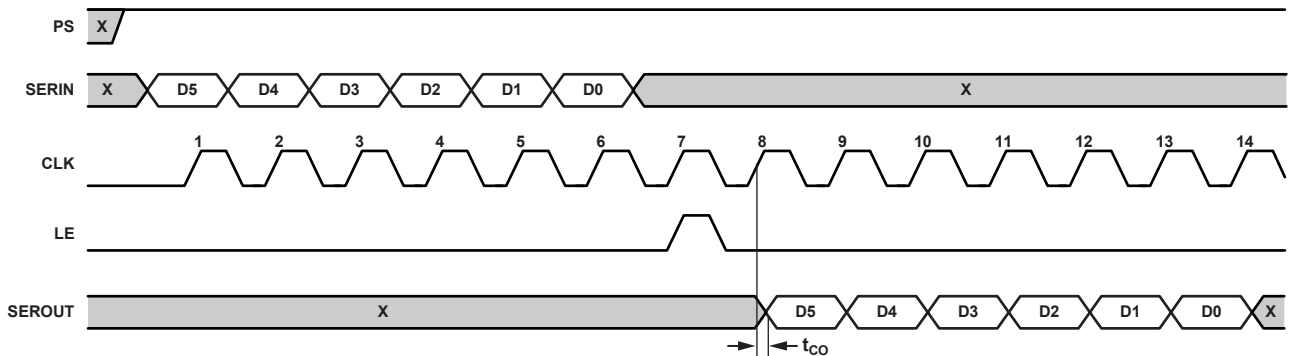 PS X
SERIN X D5 D4 D3 D2 D1 D0 X
CLK 1 2 3 4 5 6 7 8 9 10 11 12 13 14
LE
SEROUT X D5 D4 D3 D2 D1 D0 X
tCO